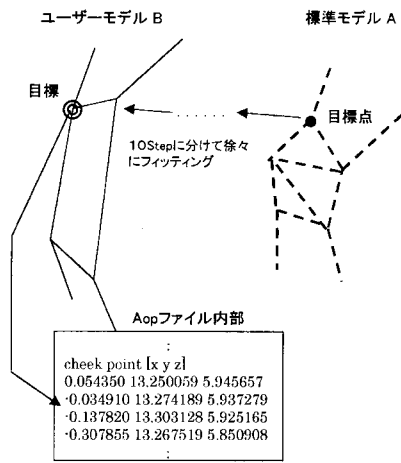 ユーザーモデル B
標準モデル A
目標
目標点
10Stepに分けて徐々
にフィッティング
Aopファイル内部
:
cheek point [x y z]
0.054350 13.250059 5.945657
-0.034910 13.274189 5.937279
-0.137820 13.303128 5.925165
-0.307855 13.267519 5.850908
: